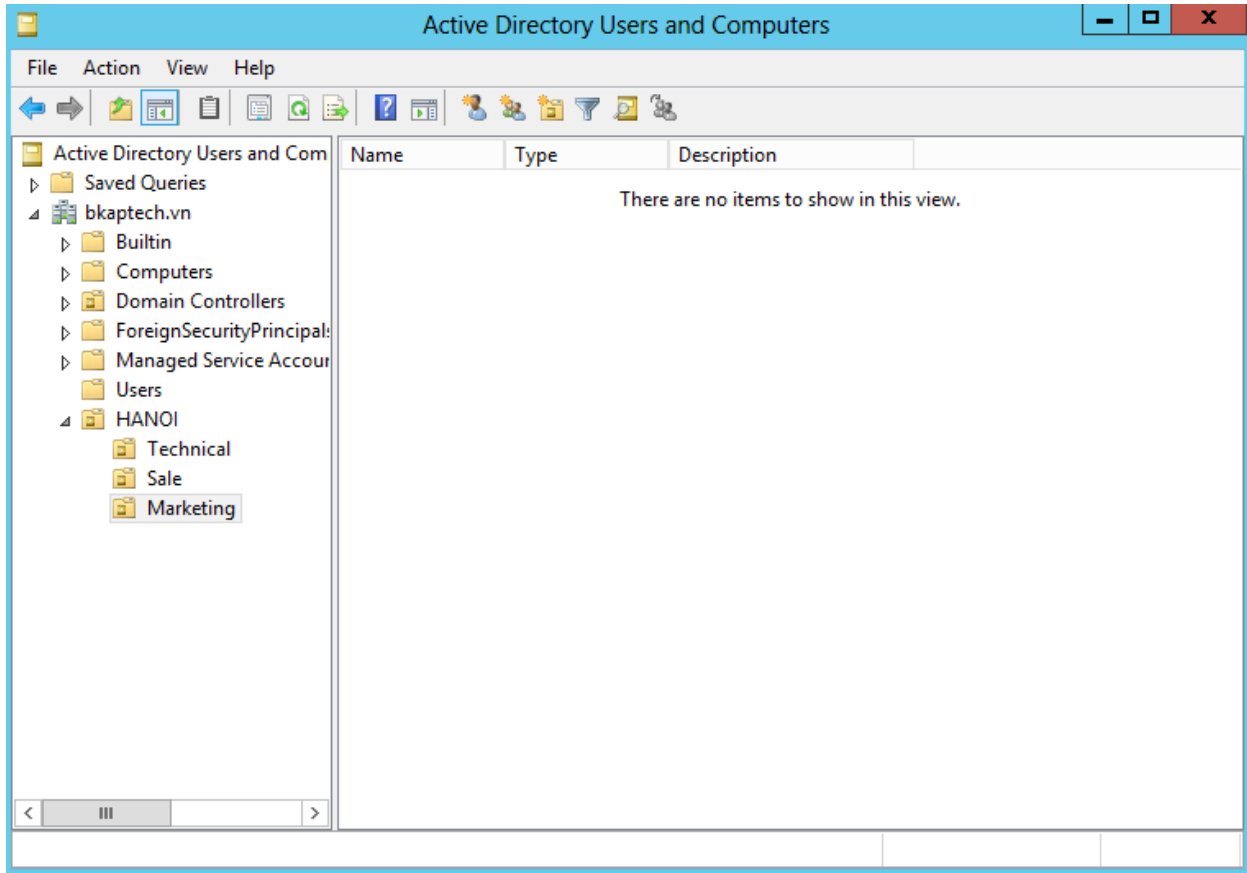 Active Directory Users and Computers
x
File Action View Help
Active Directory Users and Com
Name Type Description
Saved Queries
There are no items to show in this view.
bkaptech.vn
Builtin
Computers
Domain Controllers
ForeignSecurityPrincipals
Managed Service Accour
Users
HANOI
Technical
Sale
Marketing